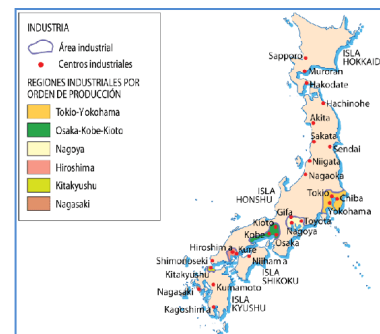 INDUSTRIA
Área industrial
Centros industriales
REGIONES INDUSTRIALES POR
ORDEN DE PRODUCCIÓN
Tokio-Yokohama
Osaka-Kobe-Kioto
Nagoya
Hiroshima
Kitakyushu
Nagasaki
Sapporo
ISLA
HOKKAID
Muroran
Hakodate
Hachinohe
Akita
Sakata
Sendai
Niigata
Nagaoka
ISLA
HONSHU
Tokio
Chiba
Yokohama
Gifa
Toyota
Nagoya
Kioto
Kobe
Osaka
Hiroshima
Kure
Niihama
Shimonoseki
ISLA
SHIKOKU
Kitakyushu
Kumamoto
Nagasaki
ISLA
KYUSHU
Kagoshima